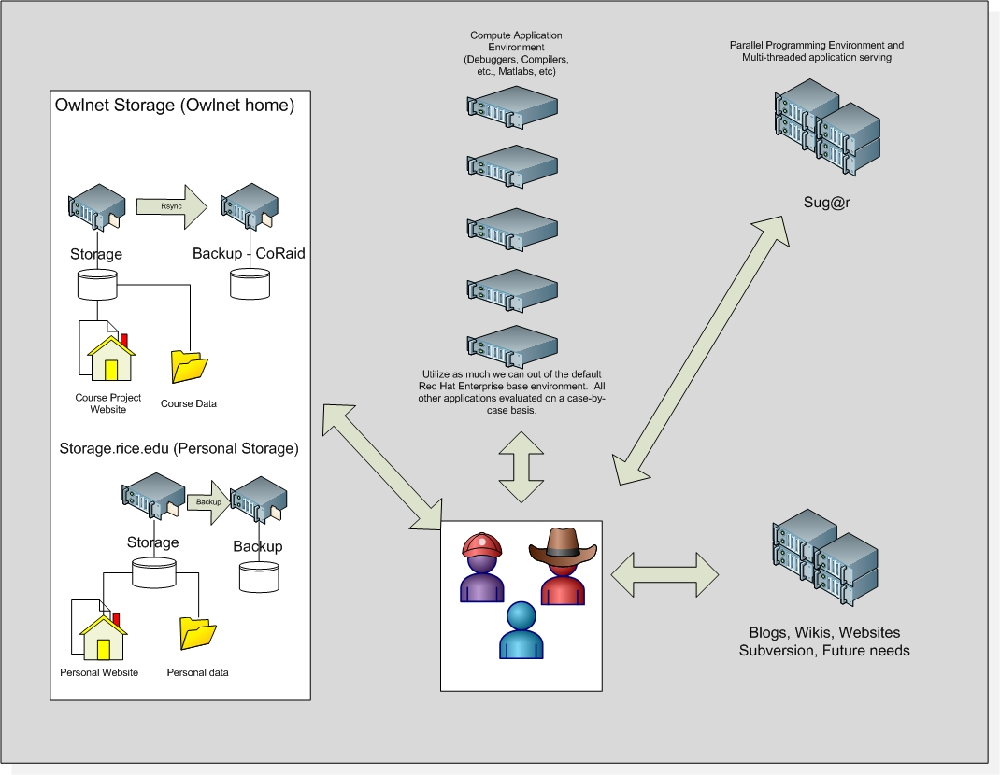 Compute Application
Environment
(Debuggers, Compilers,
etc., Matlabs, etc)
Parallel Programming Environment and
Multi-threaded application serving
Owlnet Storage (Owlnet home)
Rsync
Storage
Backup - CoRaid
Course Project
Website
Course Data
Sug@r
Utilize as much we can out of the default
Red Hat Enterprise base environment. All
other applications evaluated on a case-by-
case basis.
Storage.rice.edu (Personal Storage)
Backup
Storage
Backup
Personal Website
Personal data
Blogs, Wikis, Websites
Subversion, Future needs